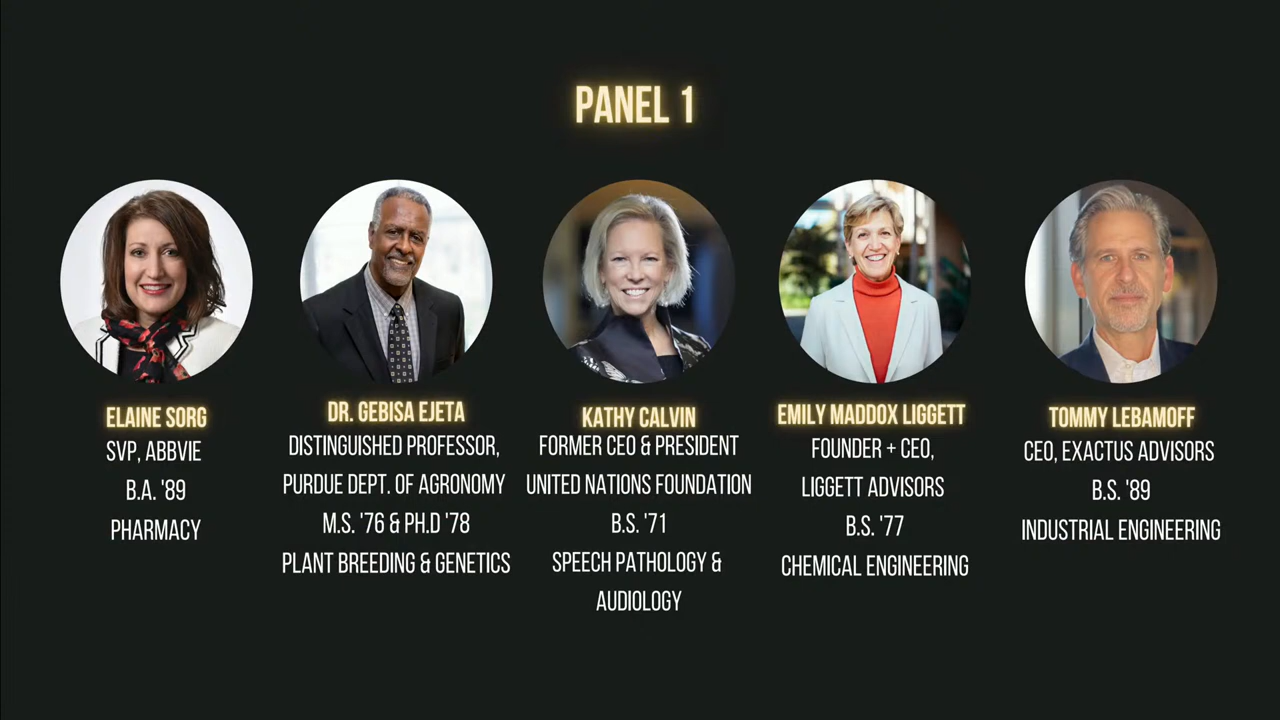 PANEL 1
ELAINE SORG
SVP, ABBVIE
B.A. '89
PHARMACY
DR. GEBISA EJETA
DISTINGUISHED PROFESSOR,
PURDUE DEPT. OF AGRONOMY
M.S. '76 & PH.D '78
PLANT BREEDING & GENETICS
KATHY CALVIN
FORMER CEO & PRESIDENT
UNITED NATIONS FOUNDATION
B.S. '71
SPEECH PATHOLOGY &
AUDIOLOGY
EMILY MADDOX LIGGETT
FOUNDER + CEO,
LIGGETT ADVISORS
B.S. '77
CHEMICAL ENGINEERING
TOMMY LEBAMOFF
CEO, EXACTUS ADVISORS
B.S. '89
INDUSTRIAL ENGINEERING